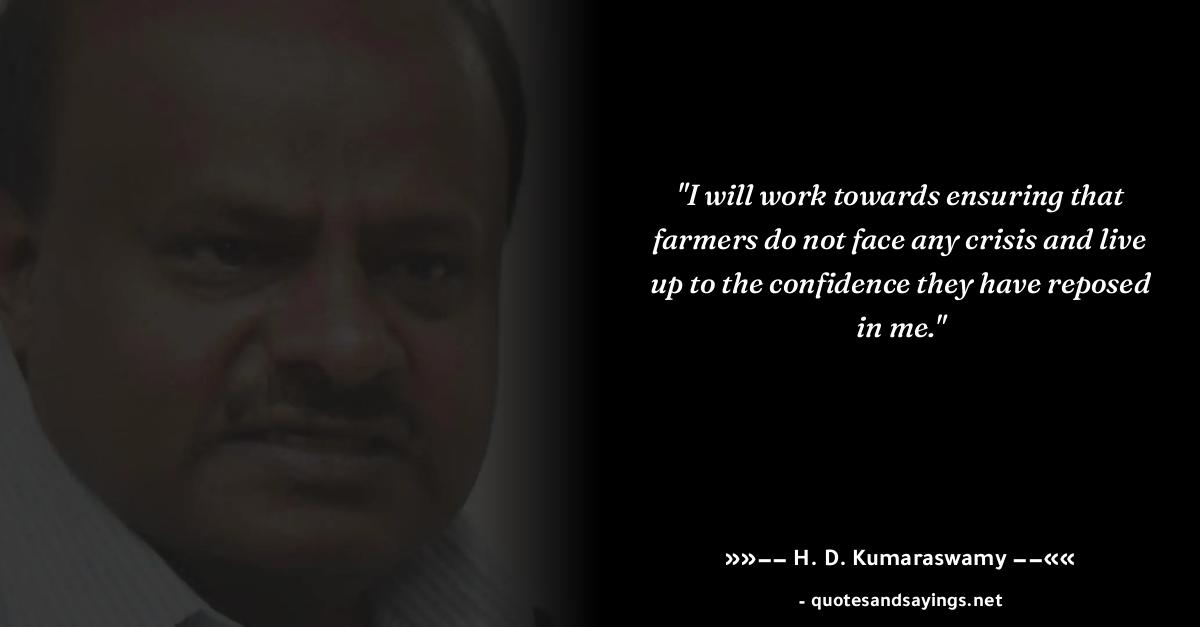 "I will work towards ensuring that
farmers do not face any crisis and live
up to the confidence they have reposed
in me."
»»−− H. D. Kumaraswamy −−««
- quotesandsayings.net